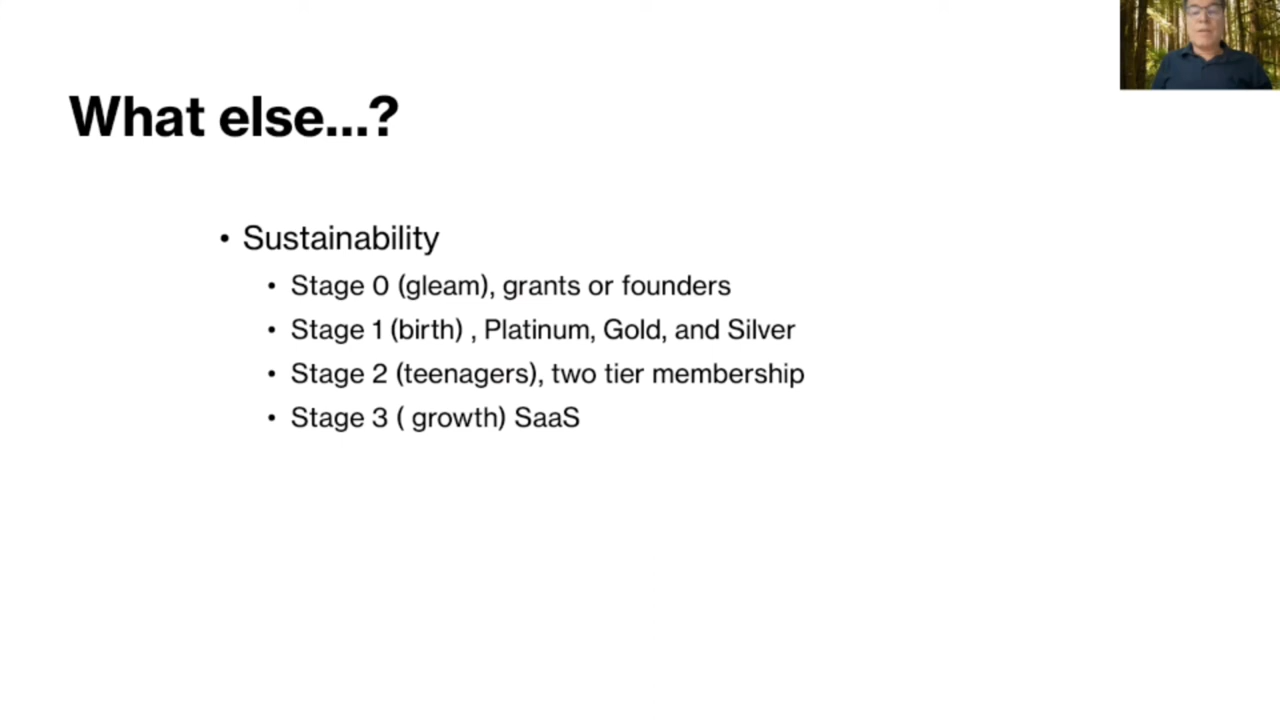 What else...?
• Sustainability
• Stage 0 (gleam), grants or founders
• Stage 1 (birth) , Platinum, Gold, and Silver
• Stage 2 (teenagers), two tier membership
• Stage 3 ( growth) SaaS